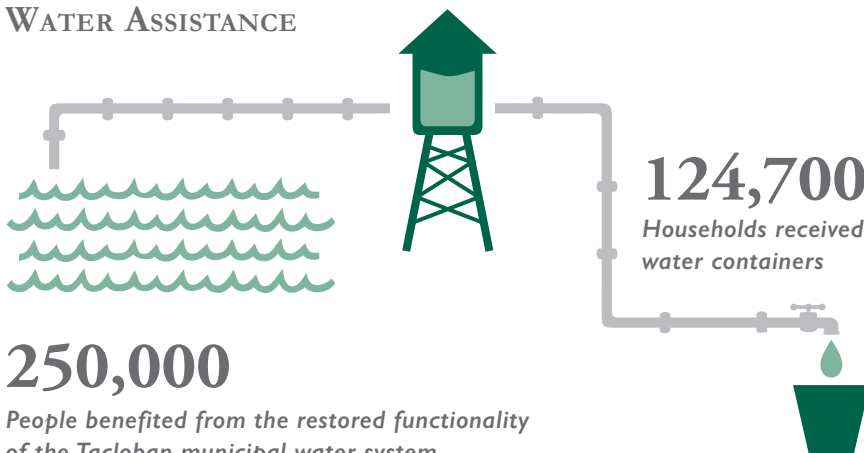 WATER ASSISTANCE
124,700
Households received
water containers
250,000
People benefited from the restored functionality
of the Tacloban municipal water system